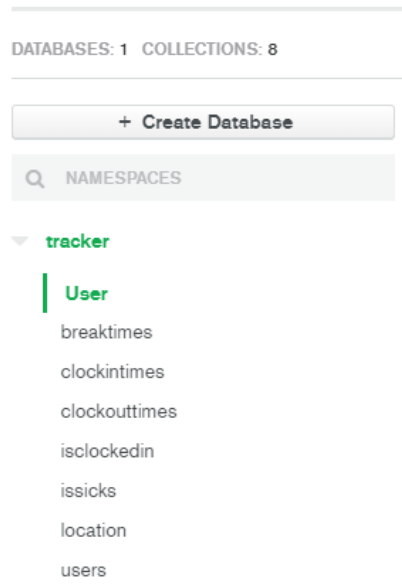 DATABASES: 1 COLLECTIONS: 8
+ Create Database
NAMESPACES
tracker
User
breaktimes
clockintimes
clockouttimes
isclockedin
issicks
location
users